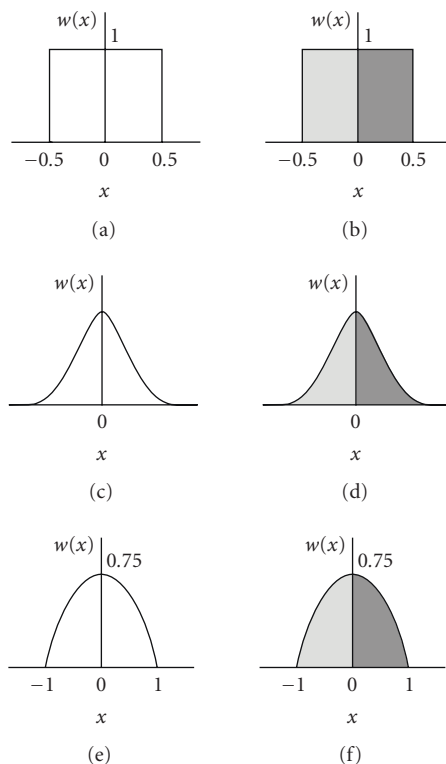 w(x)
1
−0.5 0 0.5
x
(a)
w(x)
1
−0.5 0 0.5
x
(b)
w(x)
0
x
(c)
w(x)
0
x
(d)
w(x)
0.75
−1 0 1
x
(e)
w(x)
0.75
−1 0 1
x
(f)